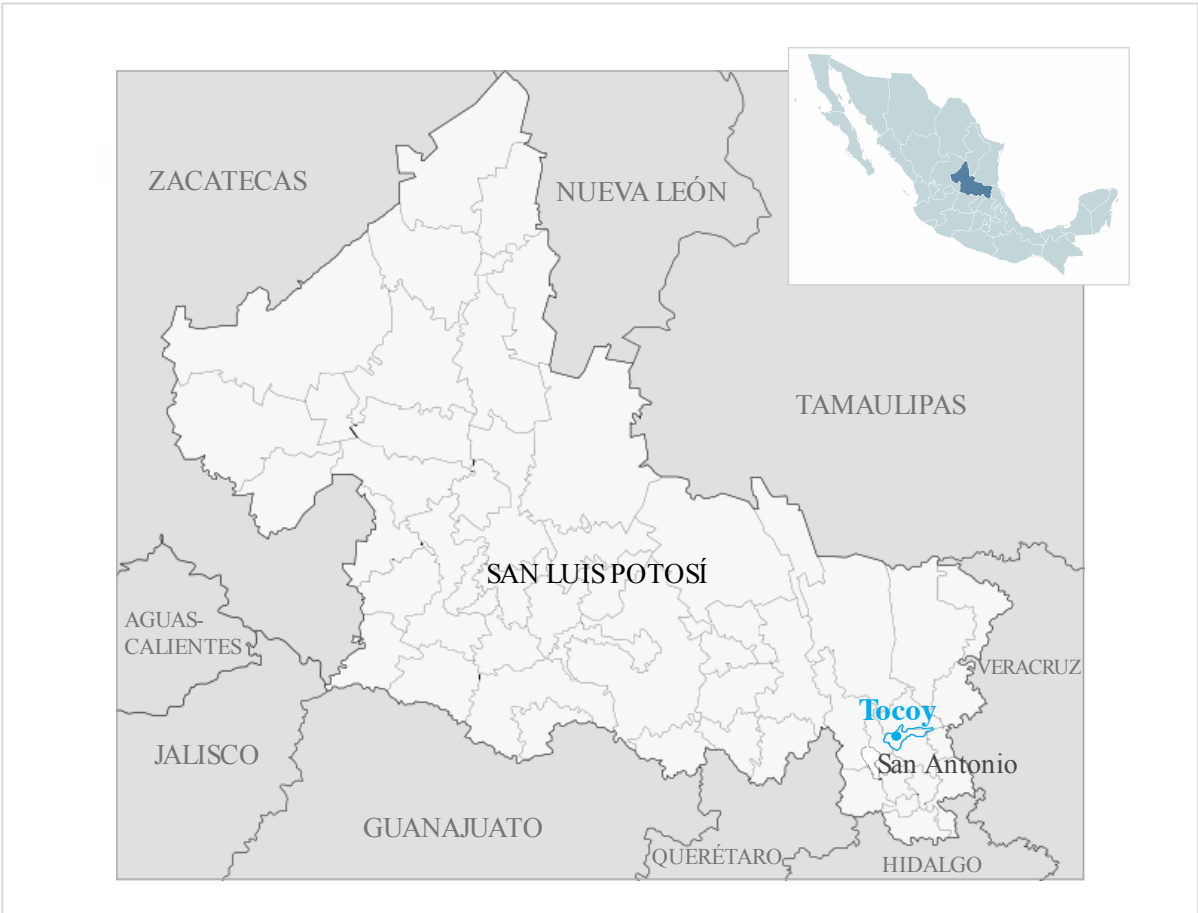 ZACATECAS
NUEVA LEÓN
TAMAULIPAS
SAN LUIS POTOSÍ
AGUAS-
CALIENTES
VERACRUZ
Tocoy
JALISCO
San Antonio
GUANAJUATO
QUERÉTARO
HIDALGO